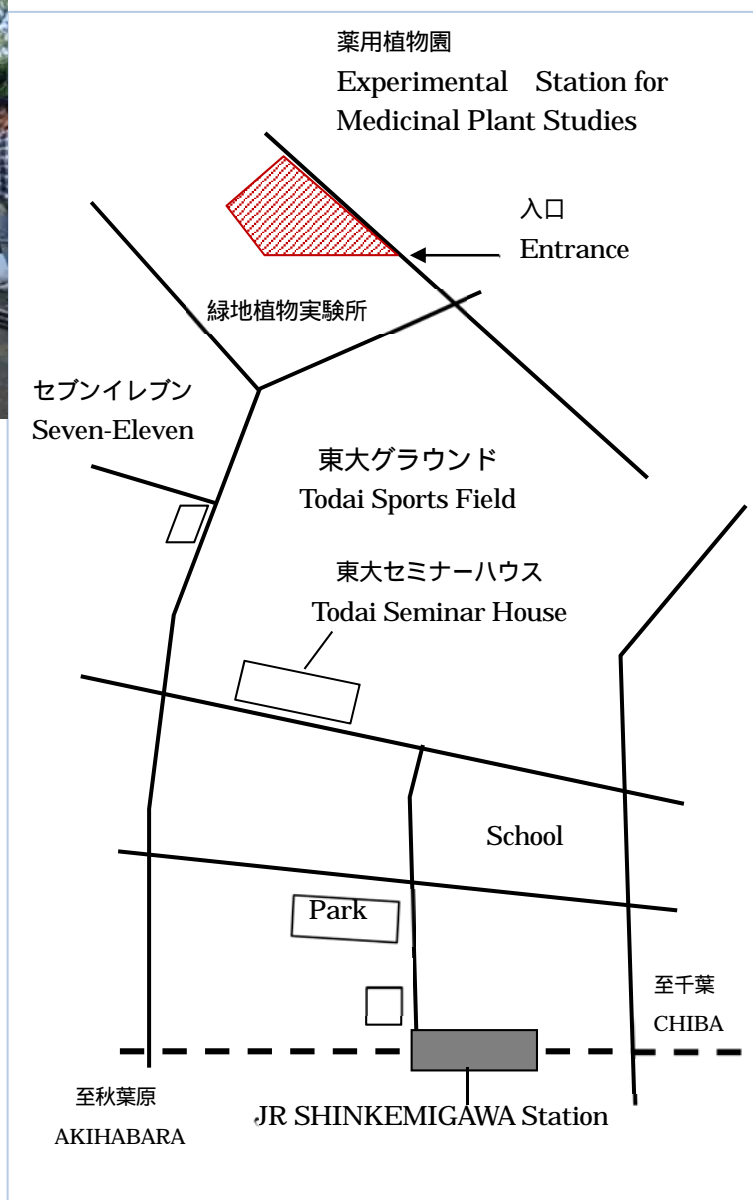 薬用植物園
Experimental Station for
Medicinal Plant Studies
入口
Entrance
緑地植物実験所
セブンイレブン
Seven-Eleven
東大グラウンド
Todai Sports Field
東大セミナーハウス
Todai Seminar House
School
Park
至千葉
CHIBA
至秋葉原
AKIHABARA
JR SHINKEMIGAWA Station